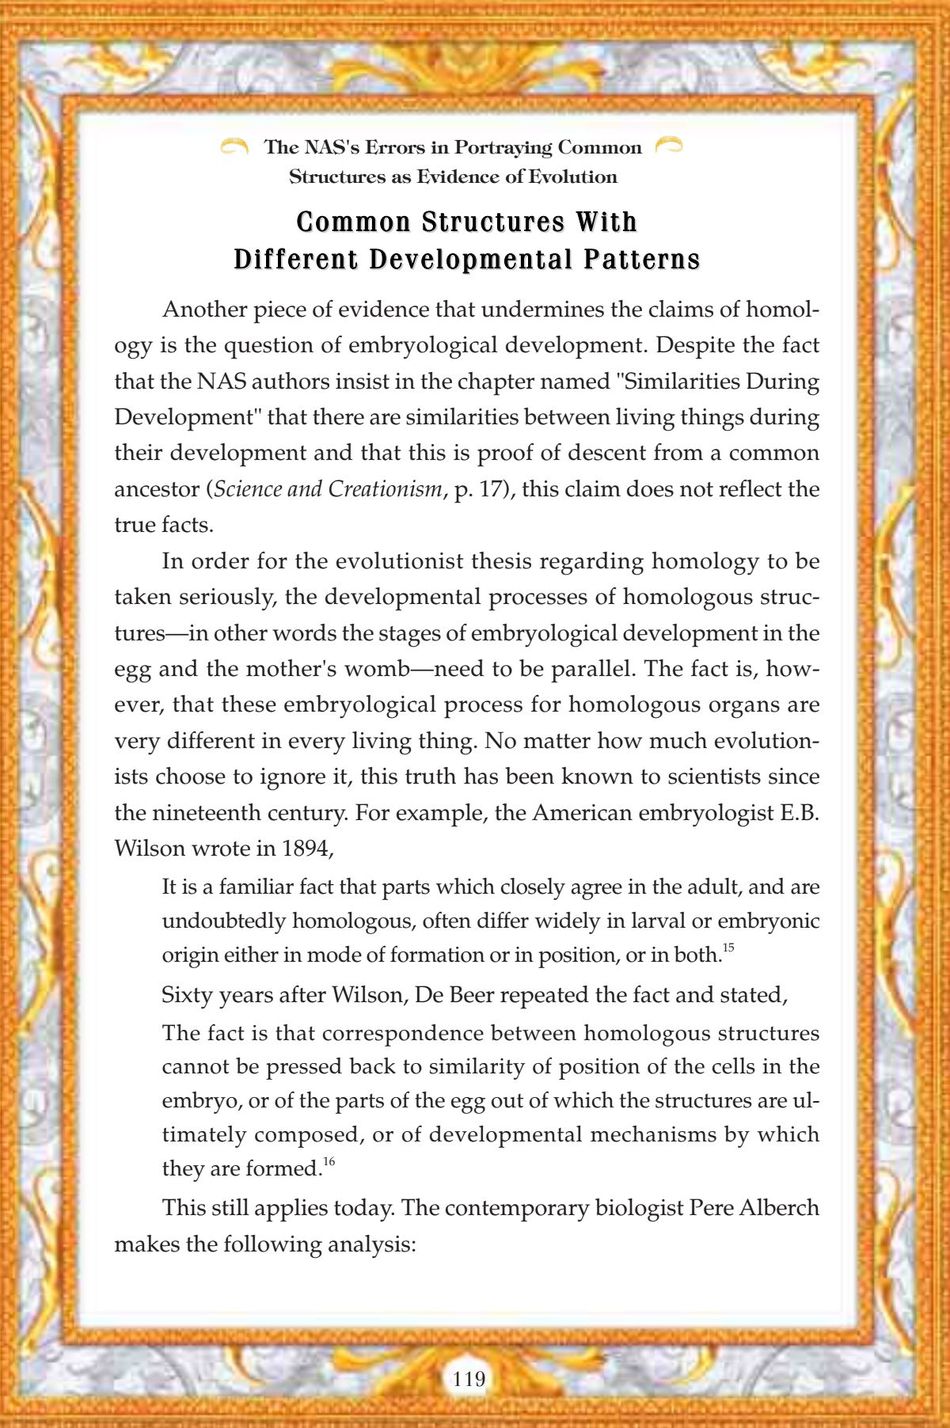 The NAS's Errors in Portraying Common
Structures as Evidence of Evolution
Common Structures With
Different Developmental Patterns
Another piece of evidence that undermines the claims of homol-
ogy is the question of embryological development. Despite the fact
that the NAS authors insist in the chapter named "Similarities During
Development" that there are similarities between living things during
their development and that this is proof of descent from a common
ancestor (Science and Creationism, p. 17), this claim does not reflect the
true facts.
In order for the evolutionist thesis regarding homology to be
taken seriously, the developmental processes of homologous struc-
tures—in other words the stages of embryological development in the
egg and the mother's womb—need to be parallel. The fact is, how-
ever, that these embryological process for homologous organs are
very different in every living thing. No matter how much evolution-
ists choose to ignore it, this truth has been known to scientists since
the nineteenth century. For example, the American embryologist E.B.
Wilson wrote in 1894,
It is a familiar fact that parts which closely agree in the adult, and are
undoubtedly homologous, often differ widely in larval or embryonic
origin either in mode of formation or in position, or in both.15
Sixty years after Wilson, De Beer repeated the fact and stated,
The fact is that correspondence between homologous structures
cannot be pressed back to similarity of position of the cells in the
embryo, or of the parts of the egg out of which the structures are ul-
timately composed, or of developmental mechanisms by which
they are formed.16
This still applies today. The contemporary biologist Pere Alberch
makes the following analysis:
119